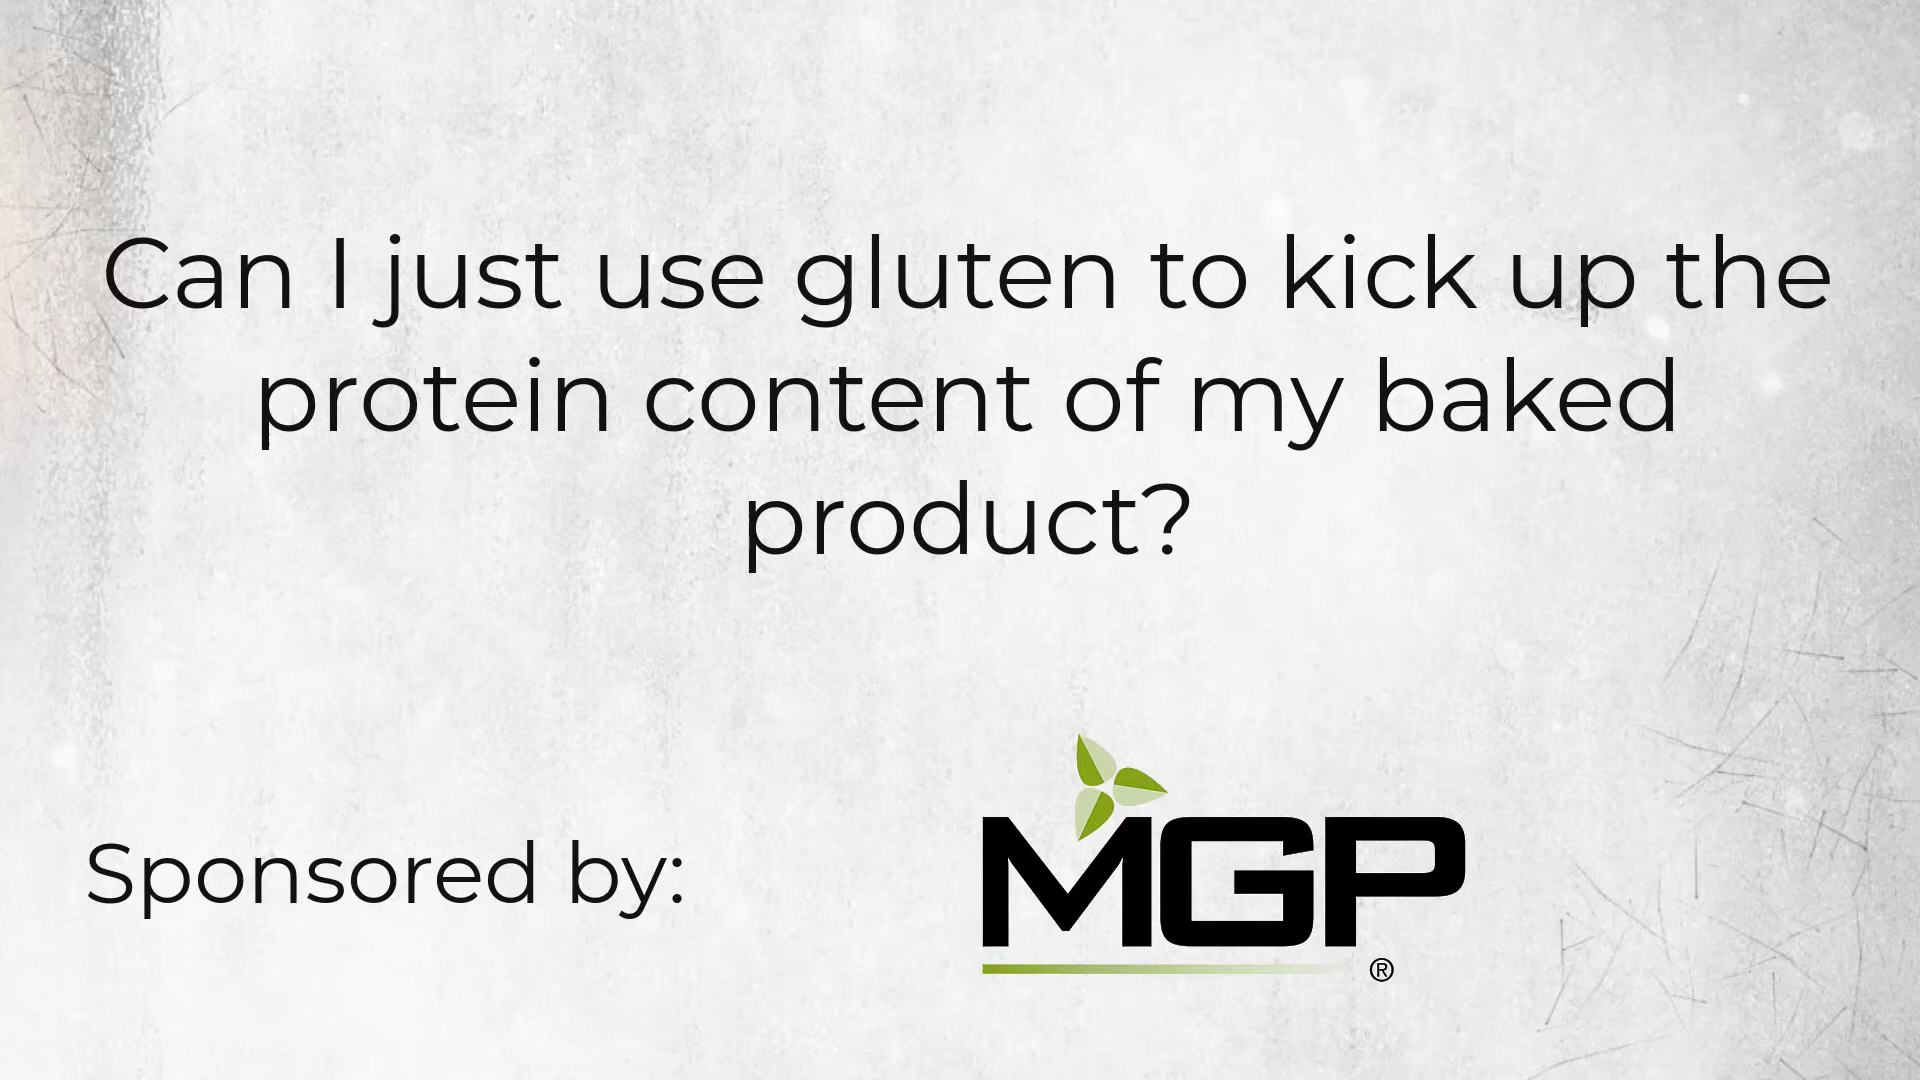 Can I just use gluten to kick up the
protein content of my baked
product?
Sponsored by:
MGP
®